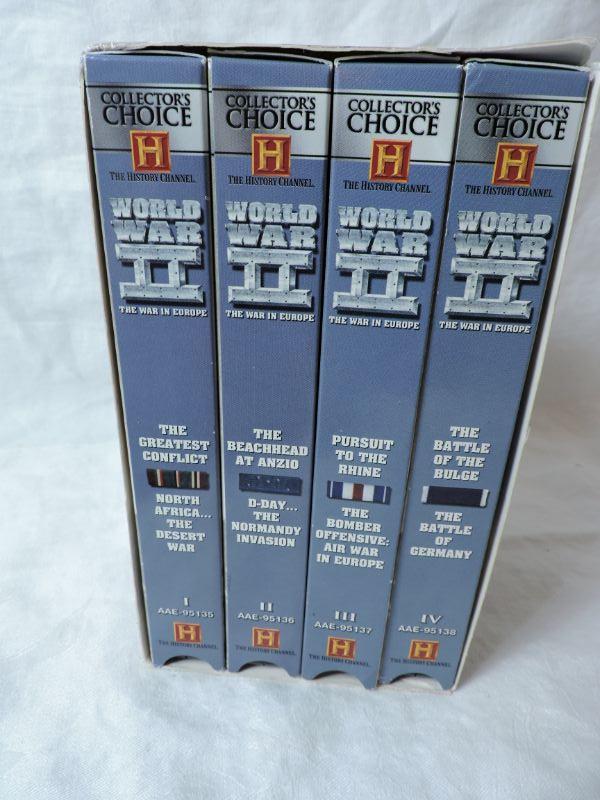 COLLECTOR'S
CHOICE
H
THE HISTORY CHANNEL.
WORLD
WAR
II
THE WAR IN EUROPE
THE
GREATEST
CONFLICT
NORTH
AFRICA...
THE
DESERT
WAR
I
AAE-95135
H
THE HISTORY CHANNEL.
COLLECTOR'S
CHOICE
H
THE HISTORY CHANNEL.
WORLD
WAR
II
THE WAR IN EUROPE
THE
BEACHHEAD
AT ANZIO
D-DAY...
THE
NORMANDY
INVASION
II
AAE-95136
H
THE HISTORY CHANNEL.
COLLECTOR'S
CHOICE
H
THE HISTORY CHANNEL.
WORLD
WAR
II
THE WAR IN EUROPE
PURSUIT
TO THE
RHINE
THE
BOMBER
OFFENSIVE:
AIR WAR
IN EUROPE
III
AAE-95137
H
THE HISTORY CHANNEL.
COLLECTOR'S
CHOICE
H
THE HISTORY CHANNEL.
WORLD
WAR
II
THE WAR IN EUROPE
THE
BATTLE
OF THE
BULGE
THE
BATTLE
OF
GERMANY
IV
AAE-95138
H
THE HISTORY CHANNEL.